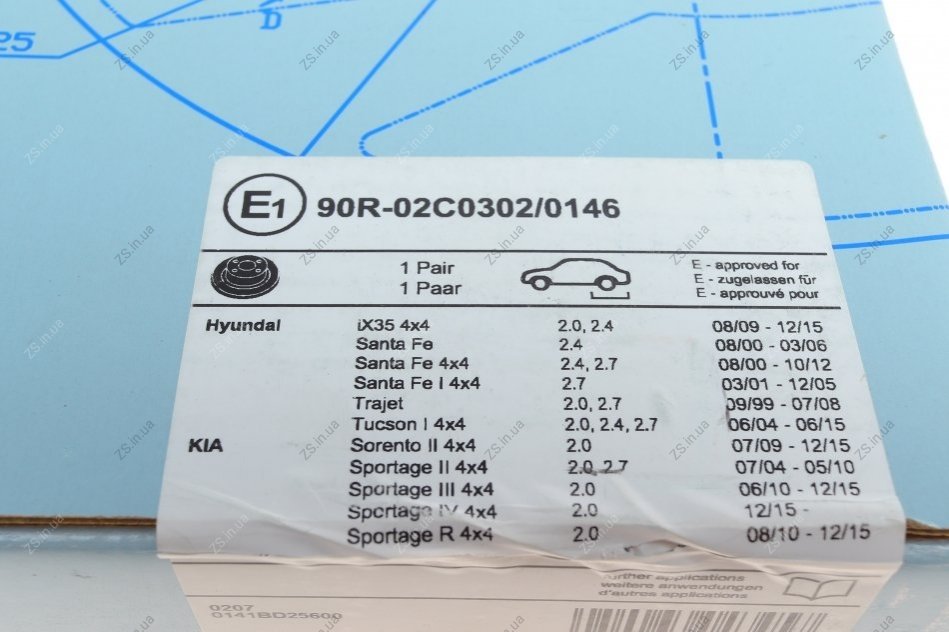 25
D
E1 90R-02C0302/0146
1 Pair
1 Paar
E - approved for
E - zugelassen für
E - approuvé pour
Hyundai iX35 4x4 2.0, 2.4 08/09 - 12/15
Santa Fe 2.4 08/00 - 03/06
Santa Fe 4x4 2.4, 2.7 08/00 - 10/12
Santa Fe I 4x4 2.7 03/01 - 12/05
Trajet 2.0, 2.7 09/99 - 07/08
Tucson I 4x4 2.0, 2.4, 2.7 06/04 - 06/15
KIA Sorento II 4x4 2.0 07/09 - 12/15
Sportage II 4x4 2.0, 2.7 07/04 - 05/10
Sportage III 4x4 2.0 06/10 - 12/15
Sportage IV 4x4 2.0 12/15 -
Sportage R 4x4 2.0 08/10 - 12/15
further applications
weitere anwendungen
d'autres applications
0207
0141BD25600
ZS.in.ua